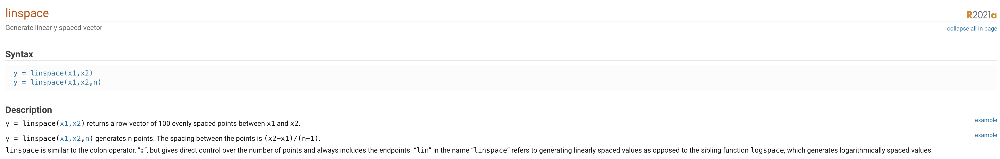 linspace
R2021a
Generate linearly spaced vector
collapse all in page
Syntax
y = linspace(x1,x2)
y = linspace(x1,x2,n)
Description
y = linspace(x1,x2) returns a row vector of 100 evenly spaced points between x1 and x2.
example
y = linspace(x1,x2,n) generates n points. The spacing between the points is (x2−x1)/(n−1).
example
linspace is similar to the colon operator, “:”, but gives direct control over the number of points and always includes the endpoints. “lin” in the name “linspace” refers to generating linearly spaced values as opposed to the sibling function logspace, which generates logarithmically spaced values.